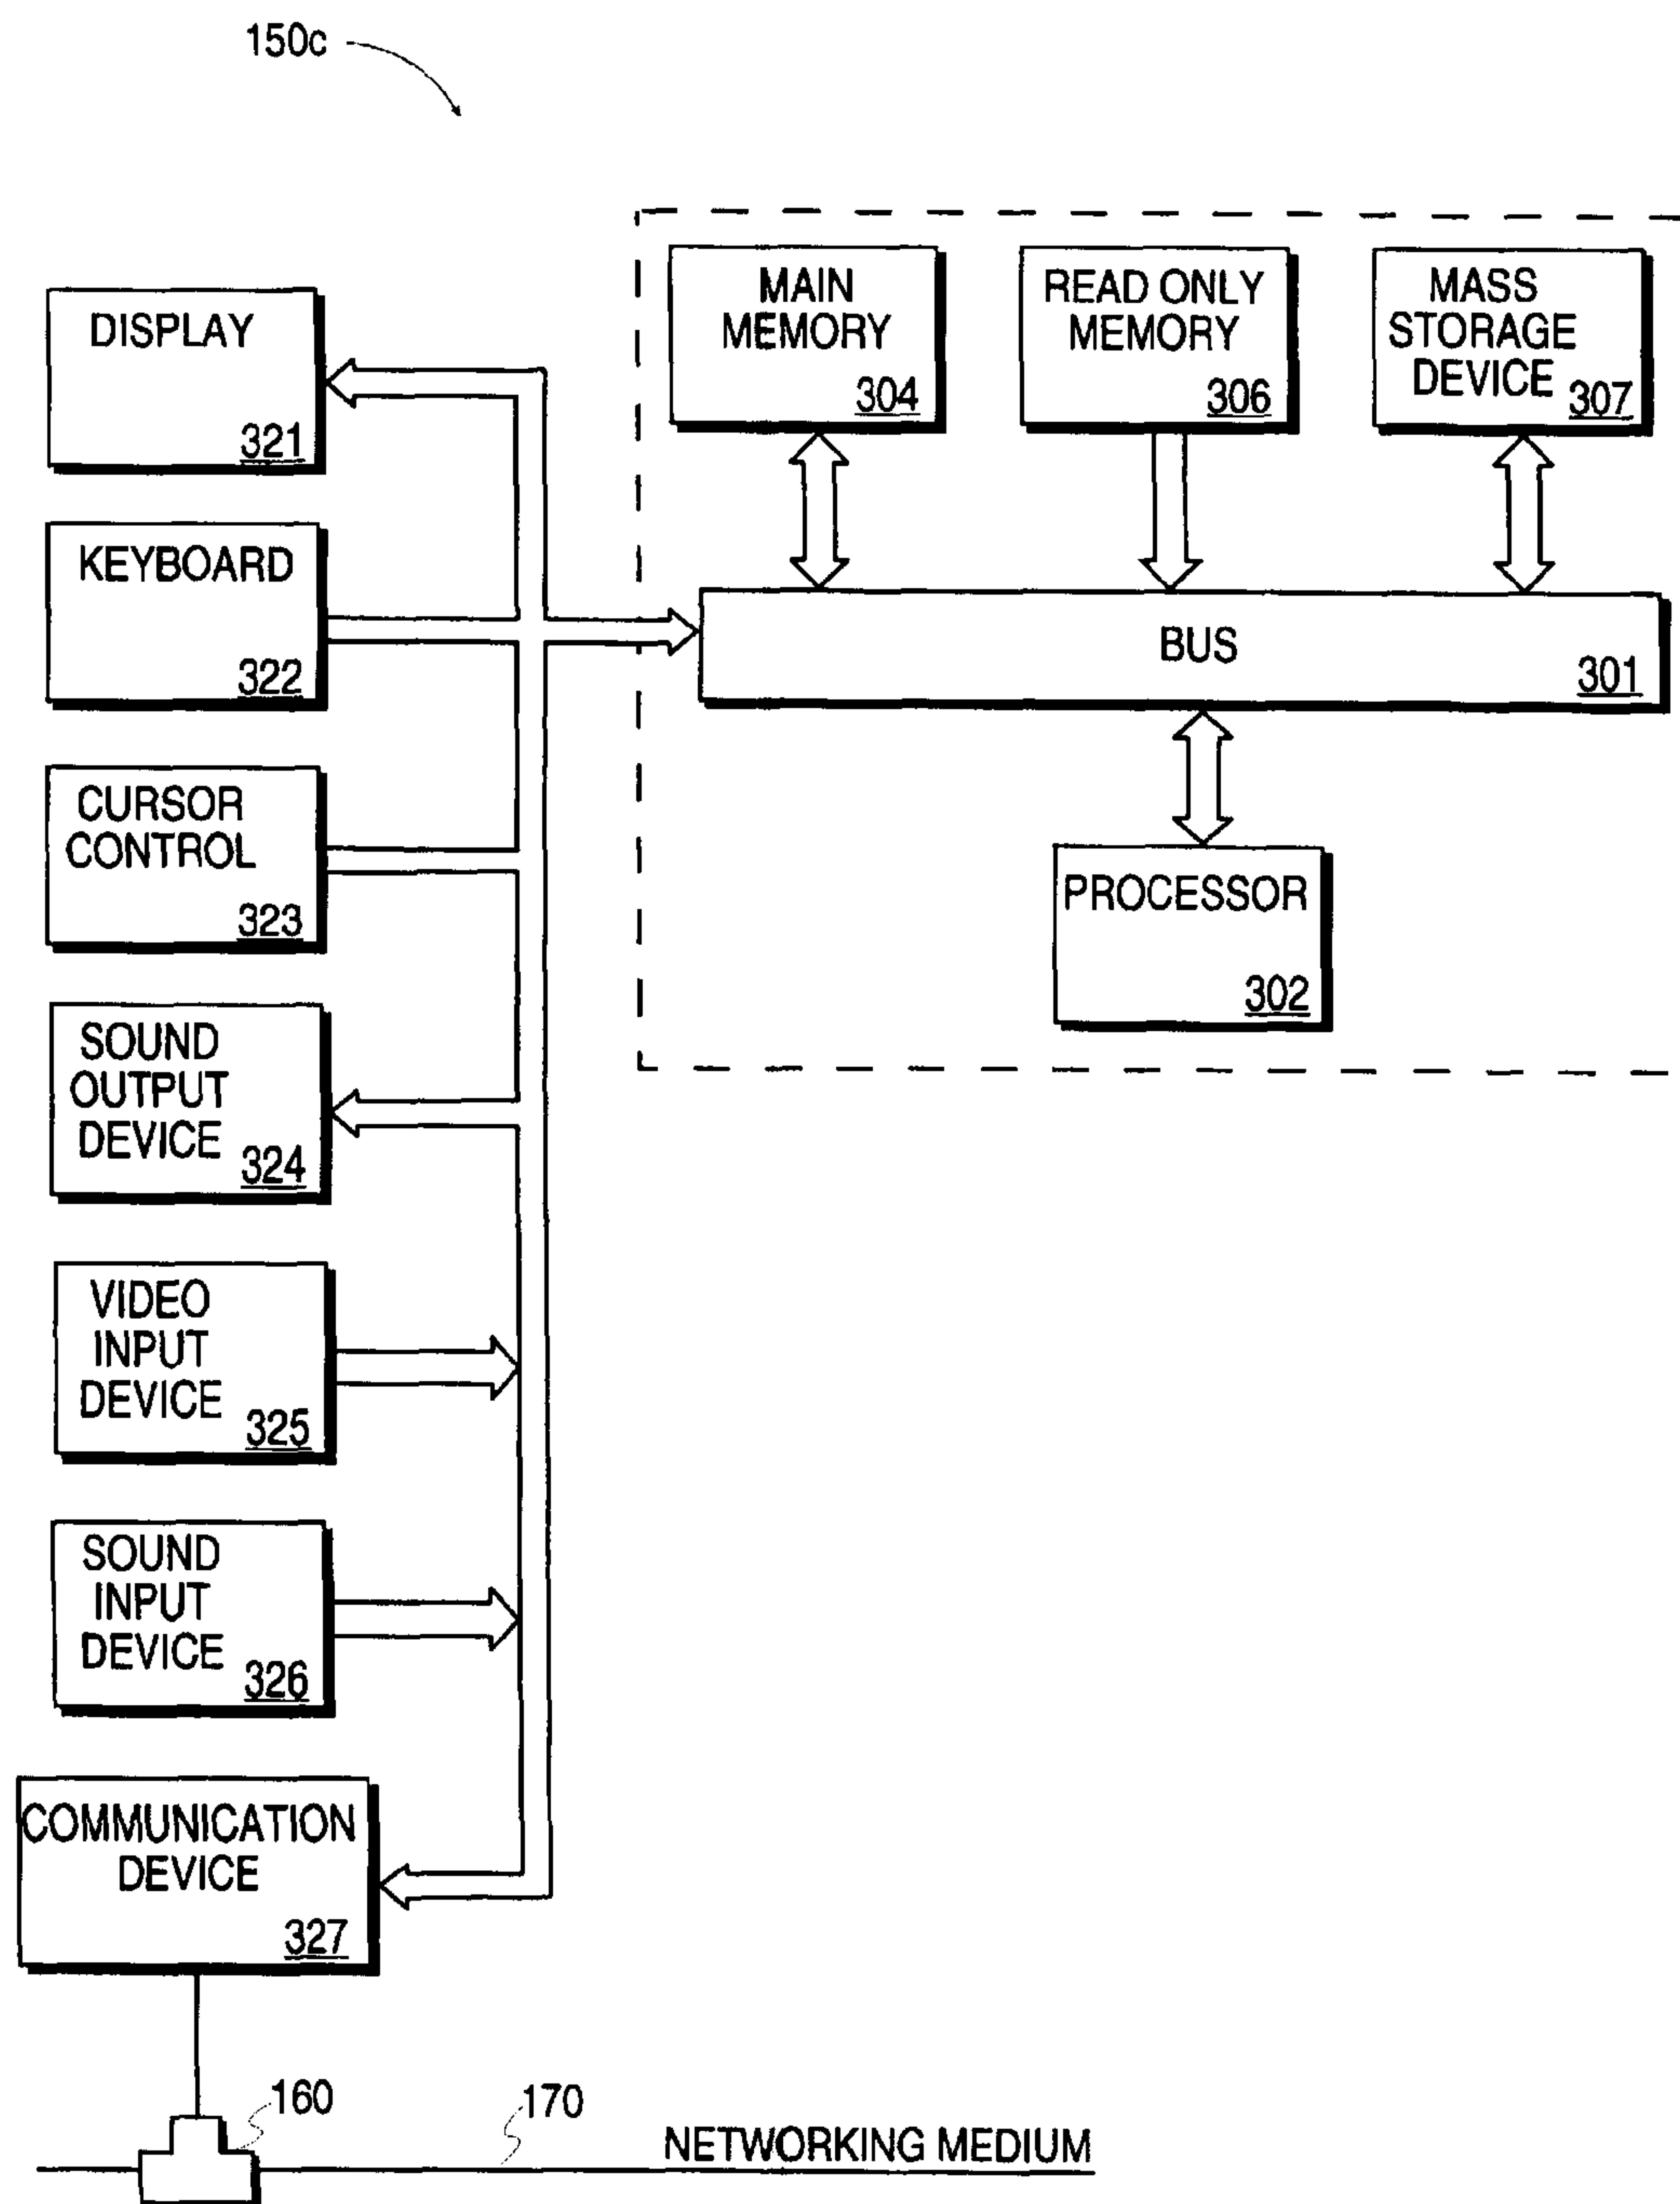 150c
MAIN
MEMORY
304
READ ONLY
MEMORY
306
MASS
STORAGE
DEVICE
307
DISPLAY
321
KEYBOARD
322
BUS
301
CURSOR
CONTROL
323
PROCESSOR
302
SOUND
OUTPUT
DEVICE
324
VIDEO
INPUT
DEVICE
325
SOUND
INPUT
DEVICE
326
COMMUNICATION
DEVICE
327
160
170
NETWORKING MEDIUM